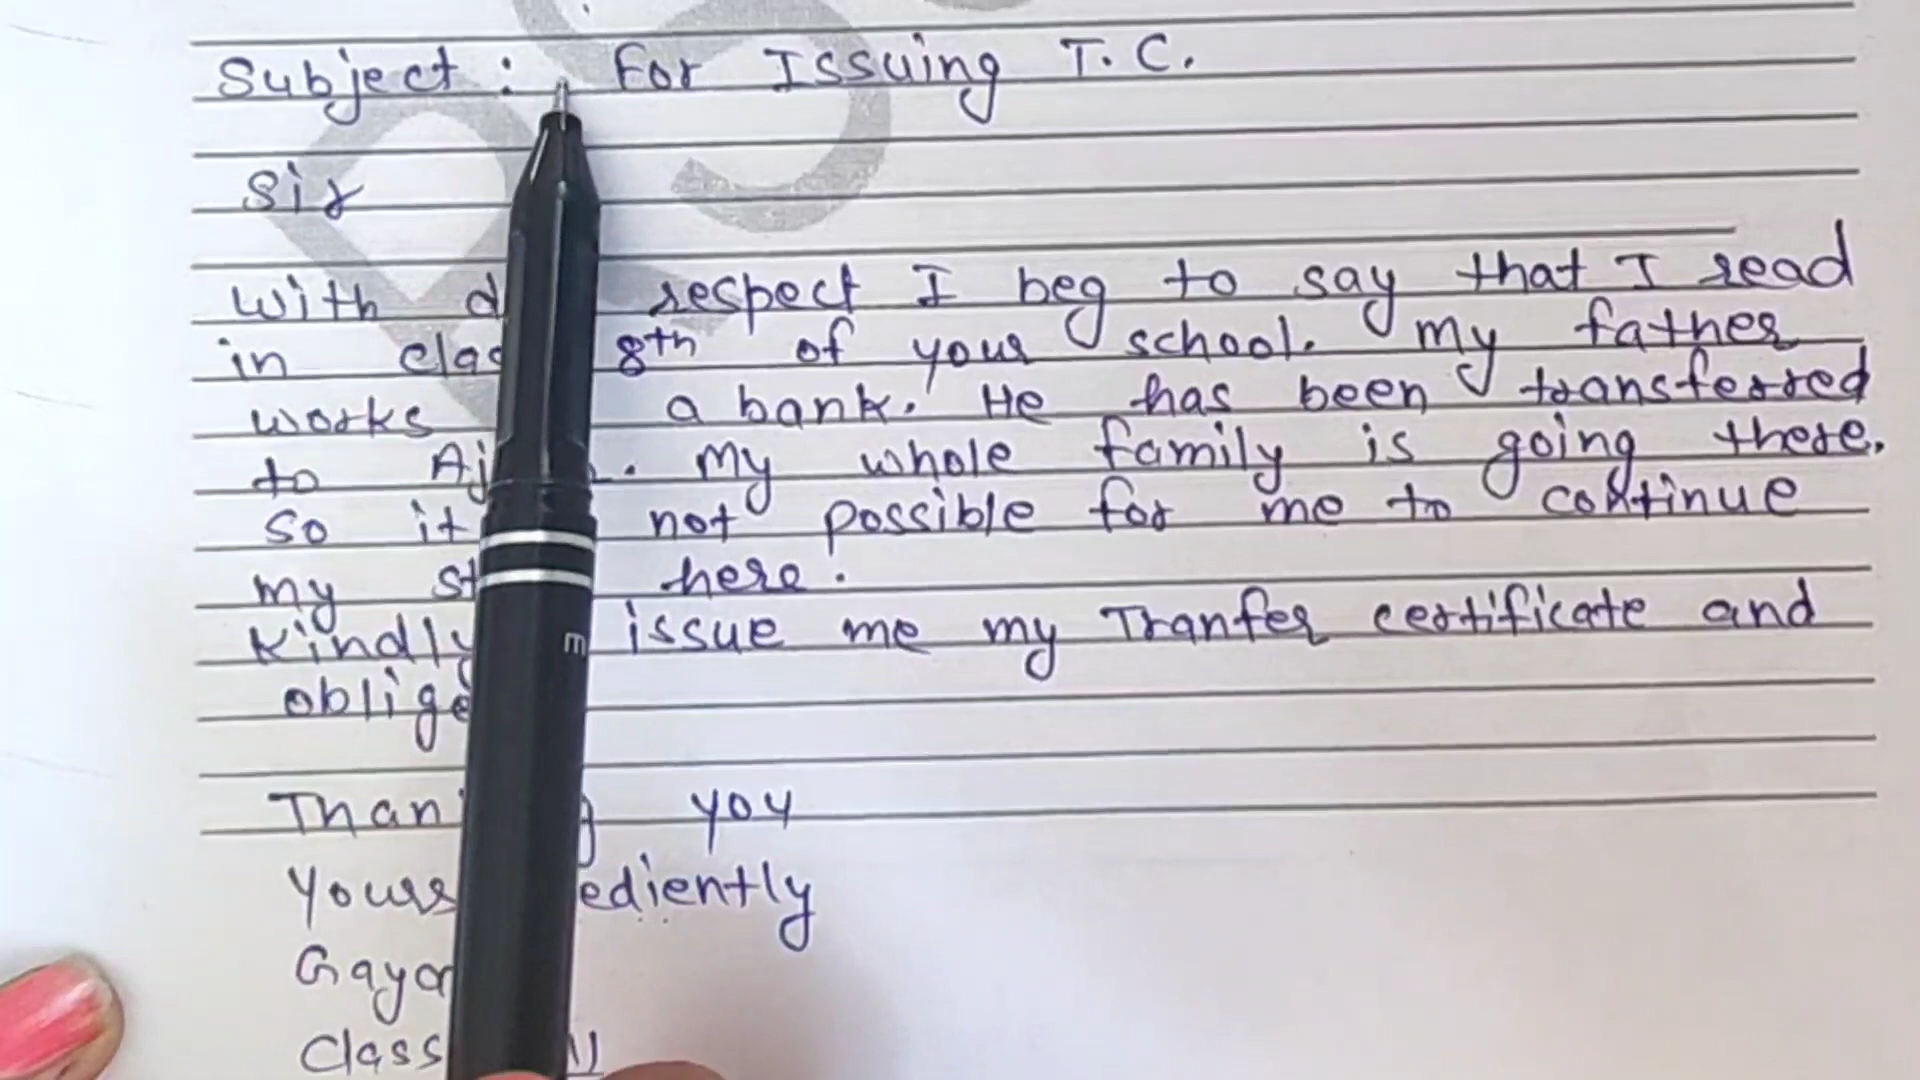 Subject : For Issuing T.C.
Sir
with respect I beg to say that I read
in 8th of your school. my father
works a bank. He has been transferred
to My whole family is going there.
so it not possible for me to continue
my here.
Kindly issue me my Tranfer certificate and
oblige
you
Yours
Class